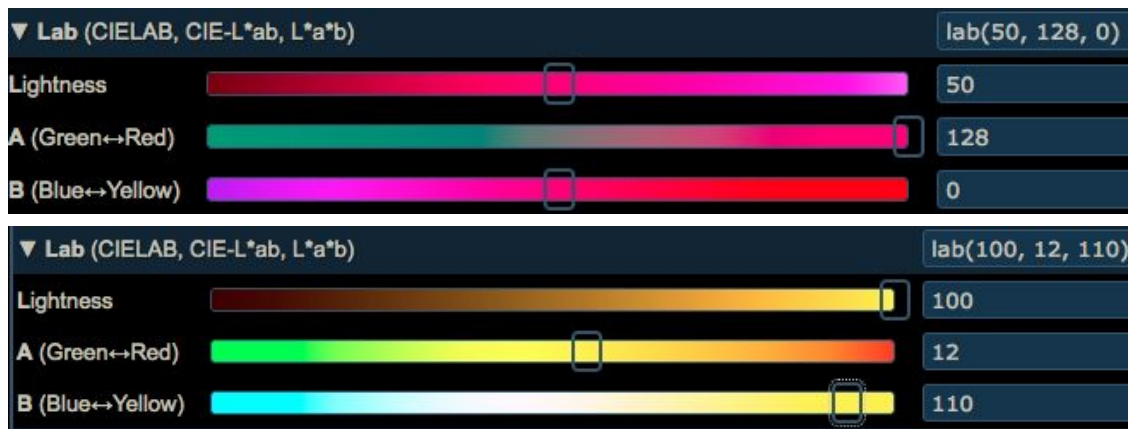 ▼ Lab (CIELAB, CIE-L*ab, L*a*b) lab(50, 128, 0)
Lightness 50
A (Green↔Red) 128
B (Blue↔Yellow) 0
▼ Lab (CIELAB, CIE-L*ab, L*a*b) lab(100, 12, 110)
Lightness 100
A (Green↔Red) 12
B (Blue↔Yellow) 110